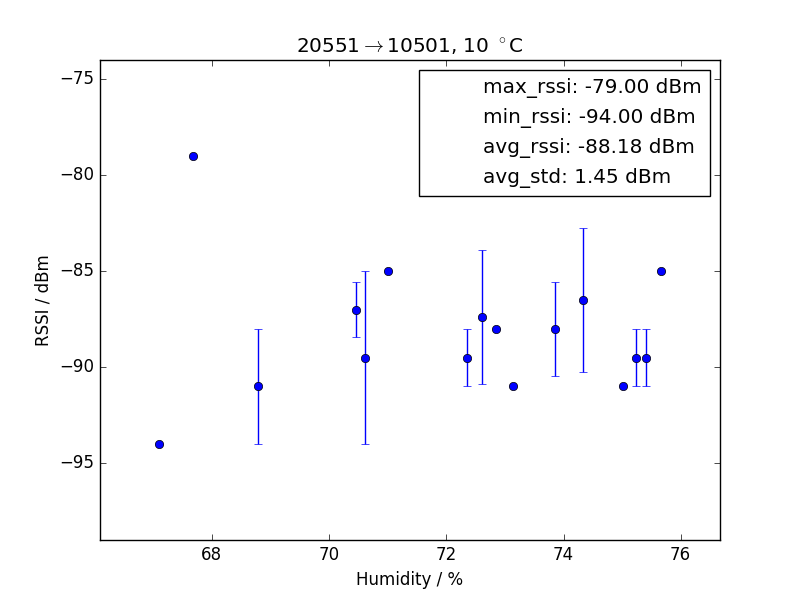 20551→10501, 10 °C
max_rssi: -79.00 dBm
min_rssi: -94.00 dBm
avg_rssi: -88.18 dBm
avg_std: 1.45 dBm
−75
−80
−85
−90
−95
RSSI / dBm
68 70 72 74 76
Humidity / %